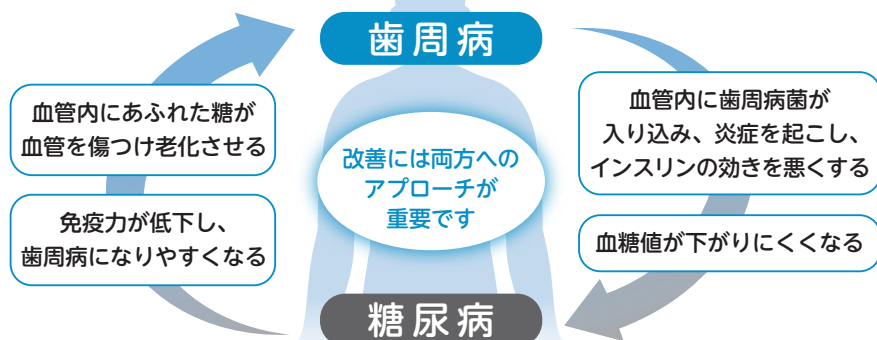 歯周病
血管内にあふれた糖が
血管を傷つけ老化させる
免疫力が低下し、
歯周病になりやすくなる
改善には両方への
アプローチが
重要です
血管内に歯周病菌が
入り込み、炎症を起こし、
インスリンの効きを悪くする
血糖値が下がりにくくなる
糖尿病